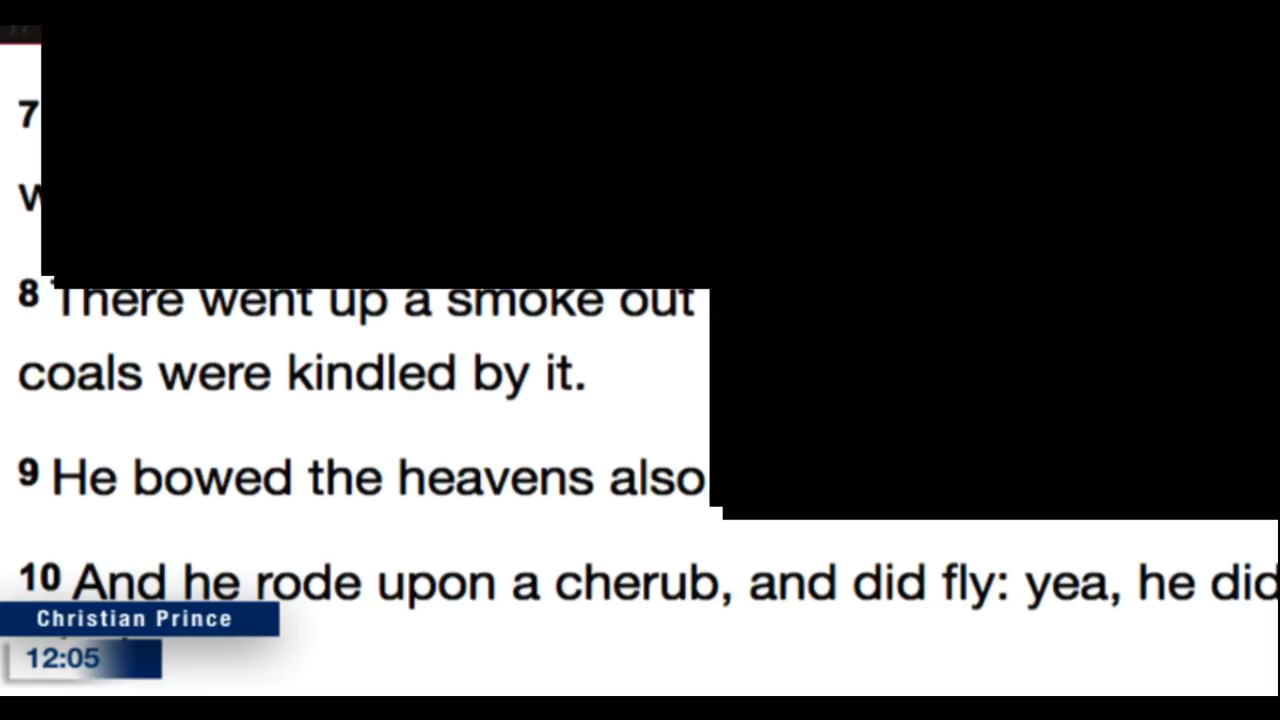 7
8 There went up a smoke out
coals were kindled by it.
9 He bowed the heavens also
10 And he rode upon a cherub, and did fly: yea, he did
Christian Prince
12:05